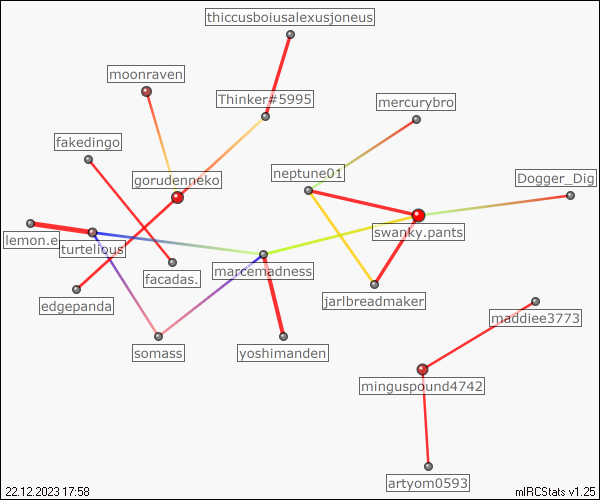 thiccusboiusalexusjoneus
moonraven
Thinker#5995
mercurybro
fakedingo
neptune01
gorudenneko
Dogger_Dig
lemon.e
turtelious
swanky.pants
marcemadness
facadas.
edgepanda
jarlbreadmaker
maddiee3773
somass
yoshimanden
minguspound4742
artyom0593
22.12.2023 17:58
mIRCStats v1.25